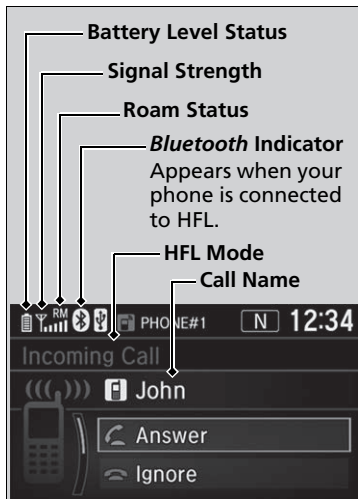 Battery Level Status
Signal Strength
Roam Status
Bluetooth Indicator
Appears when your
phone is connected
to HFL.
HFL Mode
Call Name
RM PHONE#1 N 12:34
Incoming Call
John
Answer
Ignore